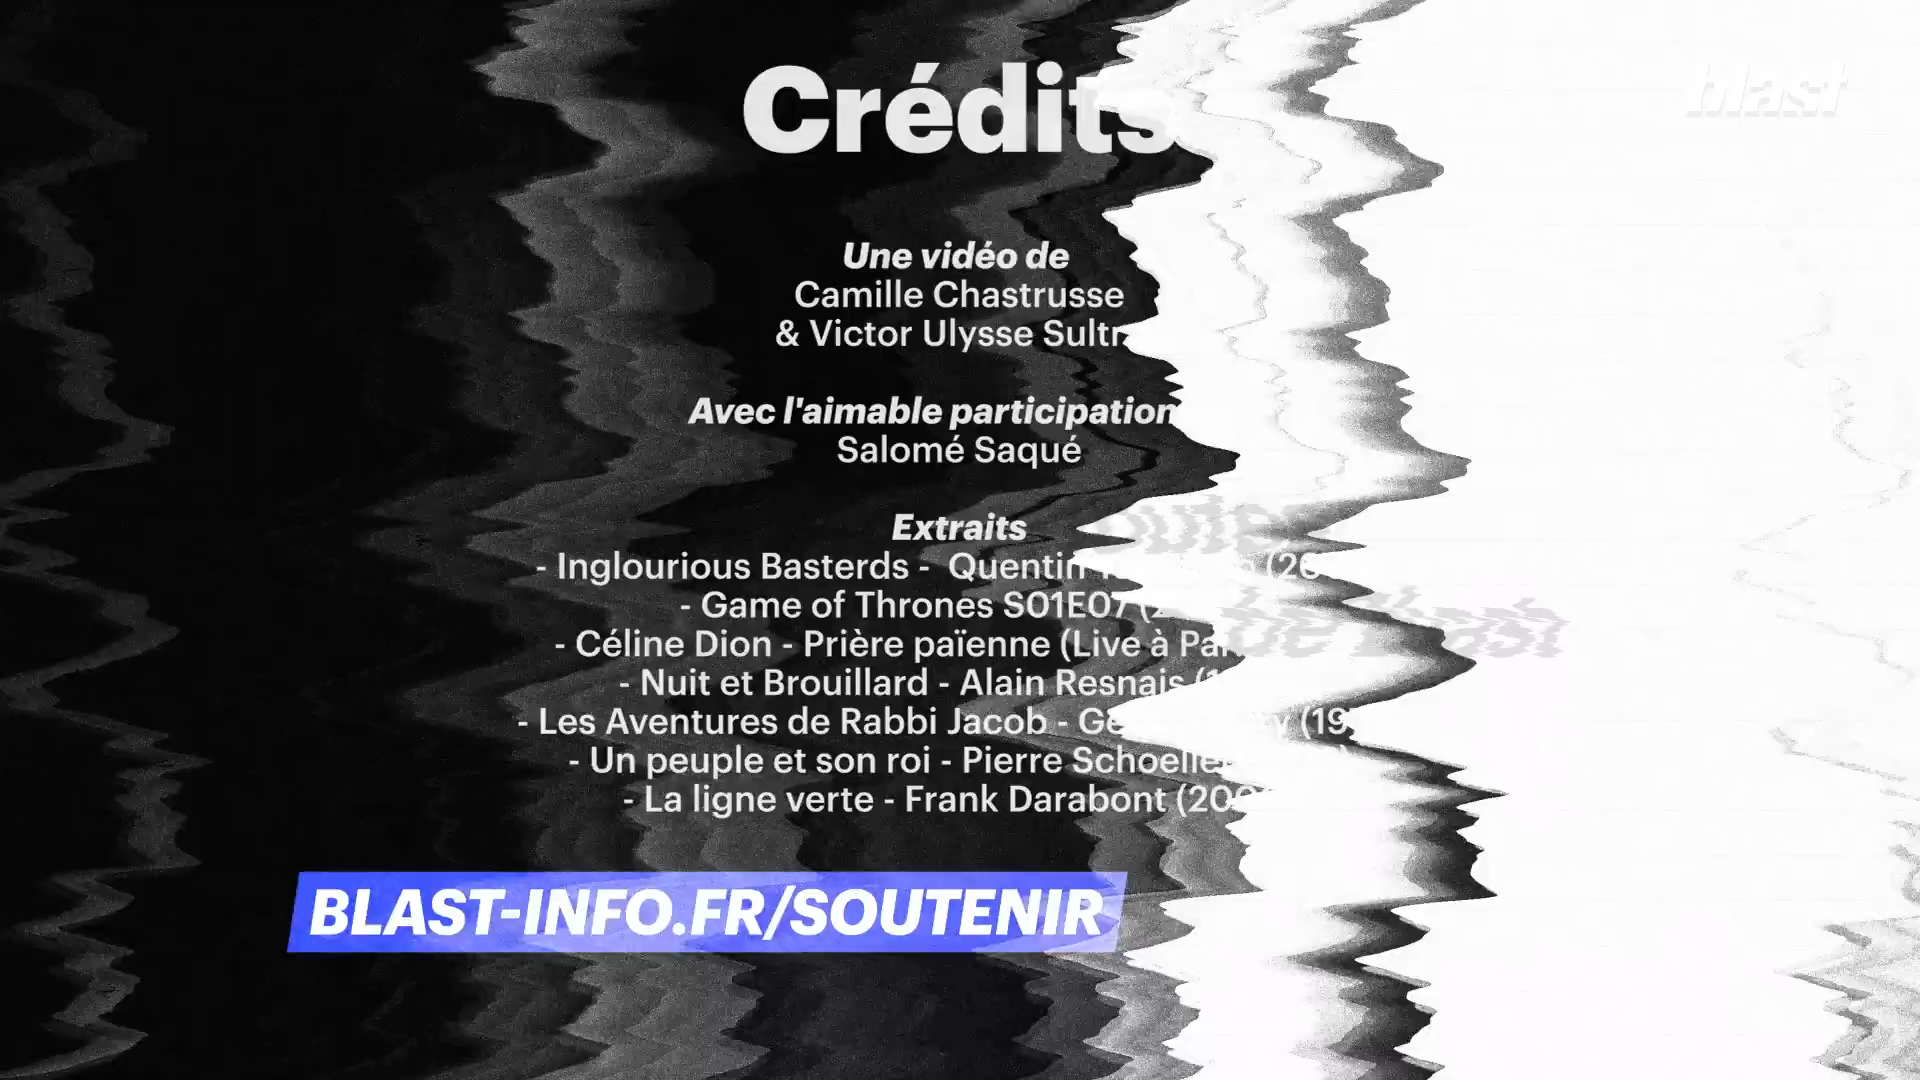 blast
Crédits
Une vidéo de
Camille Chastrusse
& Victor Ulysse
Avec l'aimable participation
Salomé Saqué
Extraits
- Inglourious Basterds - Quentin
- Game of Thrones S01E07
- Céline Dion - Prière païenne (Live à
- Nuit et Brouillard - Alain Resnais
- Les Aventures de Rabbi Jacob -
- Un peuple et son roi - Pierre
- La ligne verte - Frank Darabont
BLAST-INFO.FR/SOUTENIR